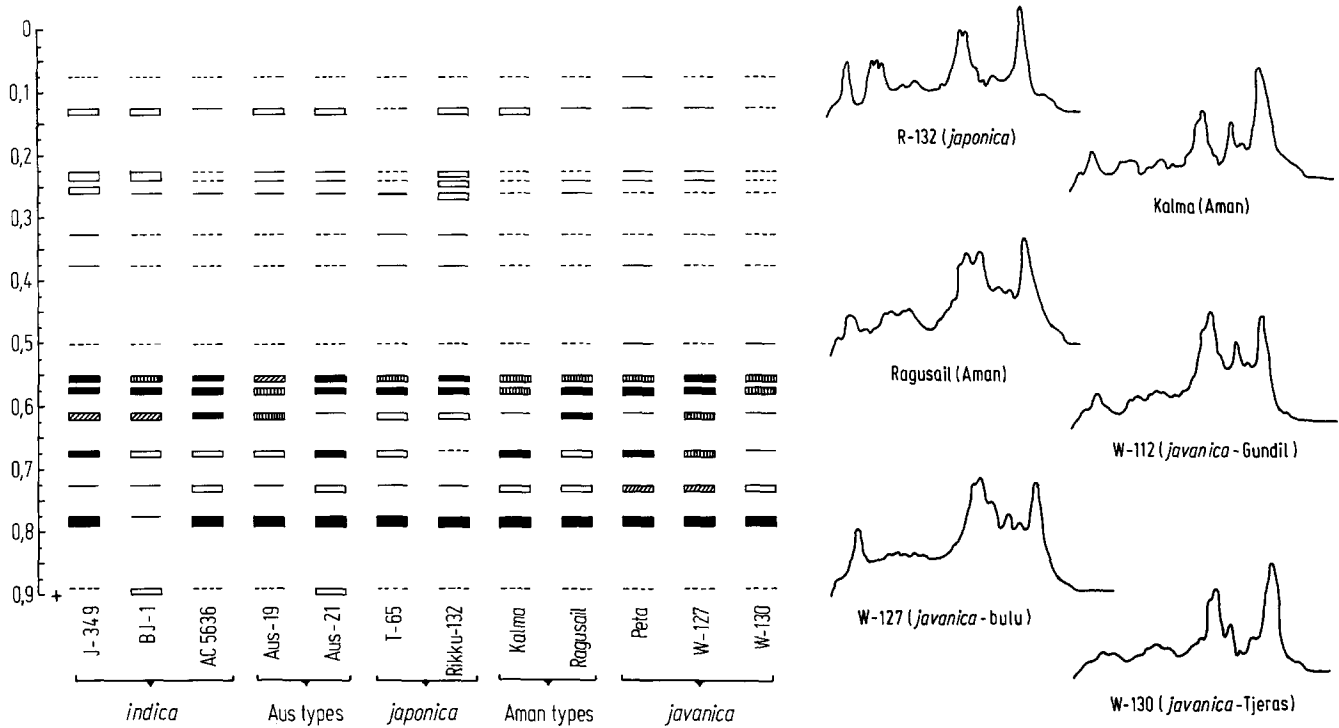 0
0,1
0,2
0,3
0,4
0,5
0,6
0,7
0,8
0,9 +
J-349
BJ-1
AC5636
Aus-19
Aus-21
T-65
Rikku-132
Kalma
Ragusail
Peta
W-127
W-130
indica
Aus types
japonica
Aman types
javanica
R-132 (japonica)
Kalma (Aman)
Ragusail (Aman)
W-112 (javanica-Gundil)
W-127 (javanica-bulu)
W-130 (javanica-Tjeras)